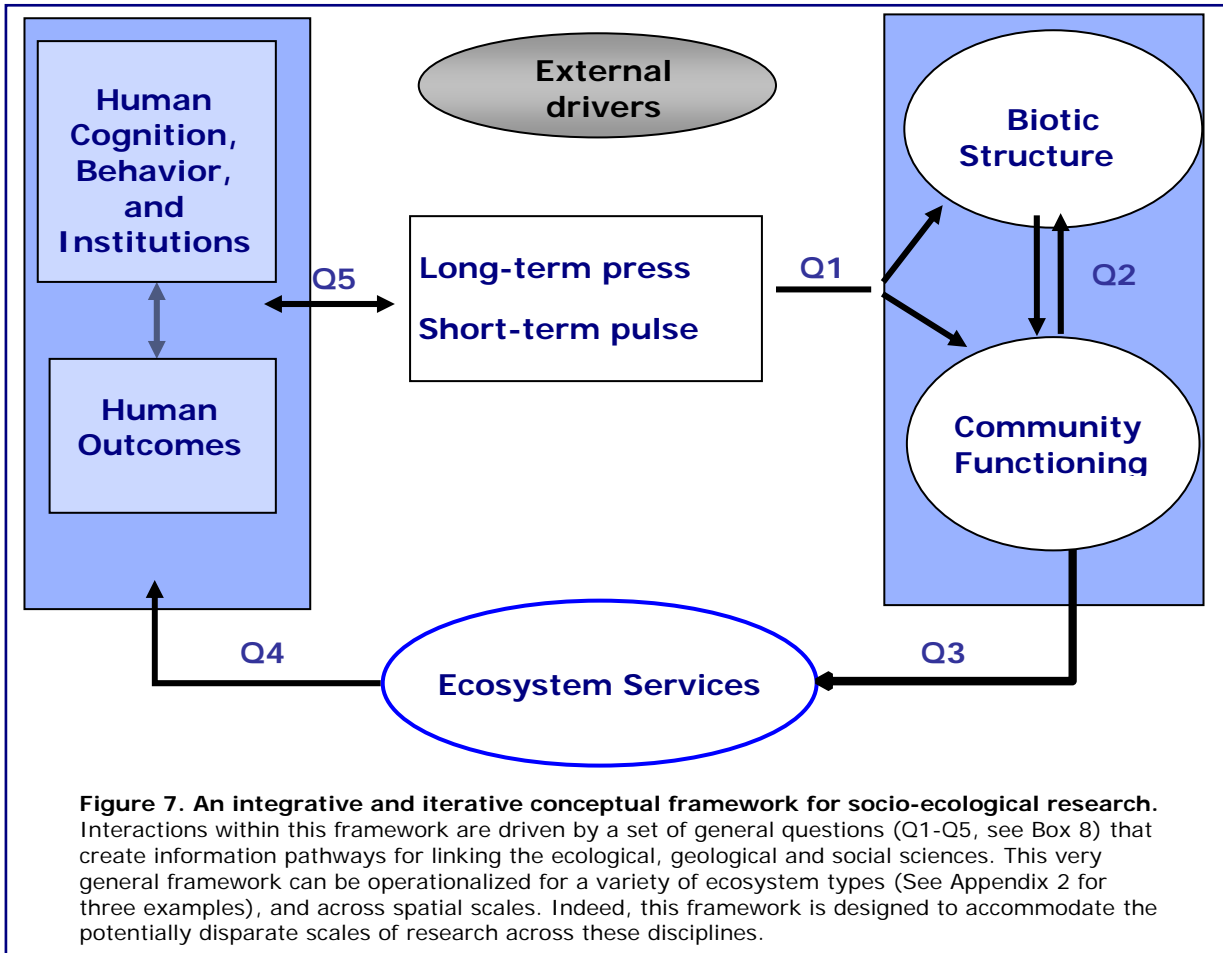 Human
Cognition,
Behavior,
and
Institutions
Human
Outcomes
External
drivers
Q5
Long-term press
Short-term pulse
Q1
Biotic
Structure
Q2
Community
Functioning
Q4
Ecosystem Services
Q3
Figure 7. An integrative and iterative conceptual framework for socio-ecological research.
Interactions within this framework are driven by a set of general questions (Q1-Q5, see Box 8) that
create information pathways for linking the ecological, geological and social sciences. This very
general framework can be operationalized for a variety of ecosystem types (See Appendix 2 for
three examples), and across spatial scales. Indeed, this framework is designed to accommodate the
potentially disparate scales of research across these disciplines.